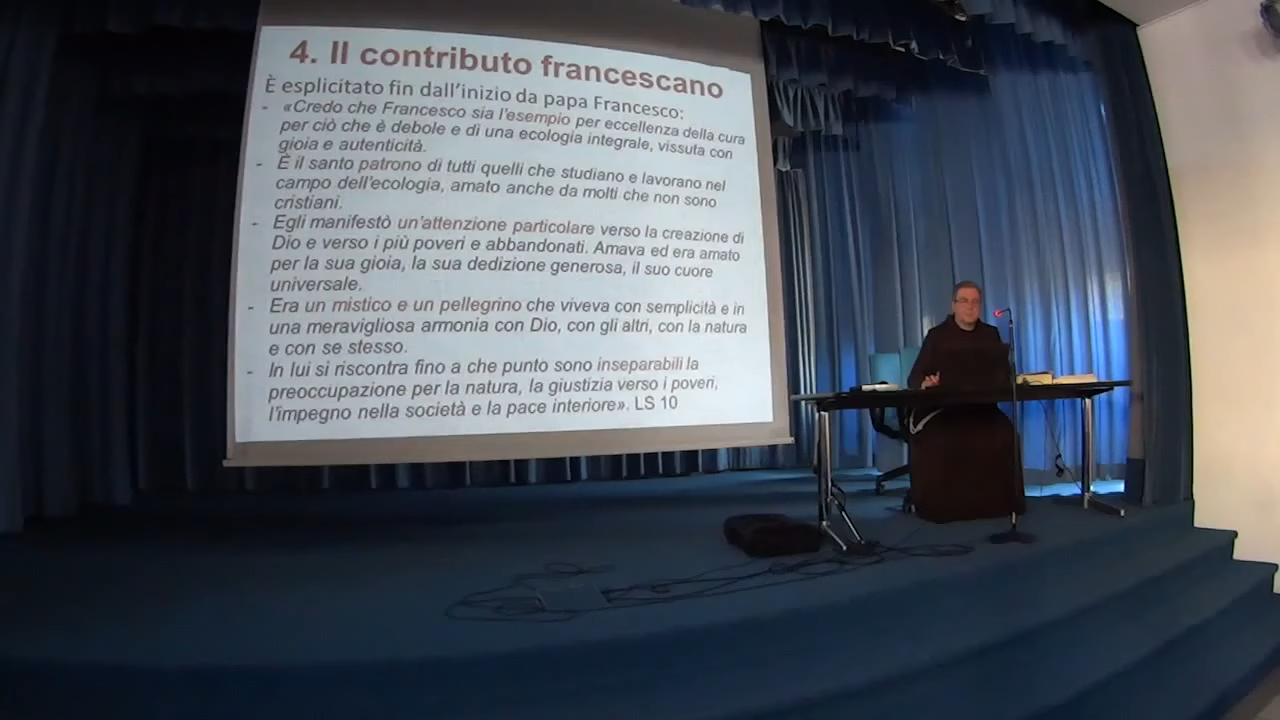 4. Il contributo francescano
È esplicitato fin dall'inizio da papa Francesco:
- «Credo che Francesco sia l'esempio per eccellenza della cura
per ciò che è debole e di una ecologia integrale, vissuta con
gioia e autenticità.
- È il santo patrono di tutti quelli che studiano e lavorano nel
campo dell'ecologia, amato anche da molti che non sono
cristiani.
- Egli manifestò un'attenzione particolare verso la creazione di
Dio e verso i più poveri e abbandonati. Amava ed era amato
per la sua gioia, la sua dedizione generosa, il suo cuore
universale.
- Era un mistico e un pellegrino che viveva con semplicità e in
una meravigliosa armonia con Dio, con gli altri, con la natura
e con se stesso.
- In lui si riscontra fino a che punto sono inseparabili la
preoccupazione per la natura, la giustizia verso i poveri,
l'impegno nella società e la pace interiore». LS 10